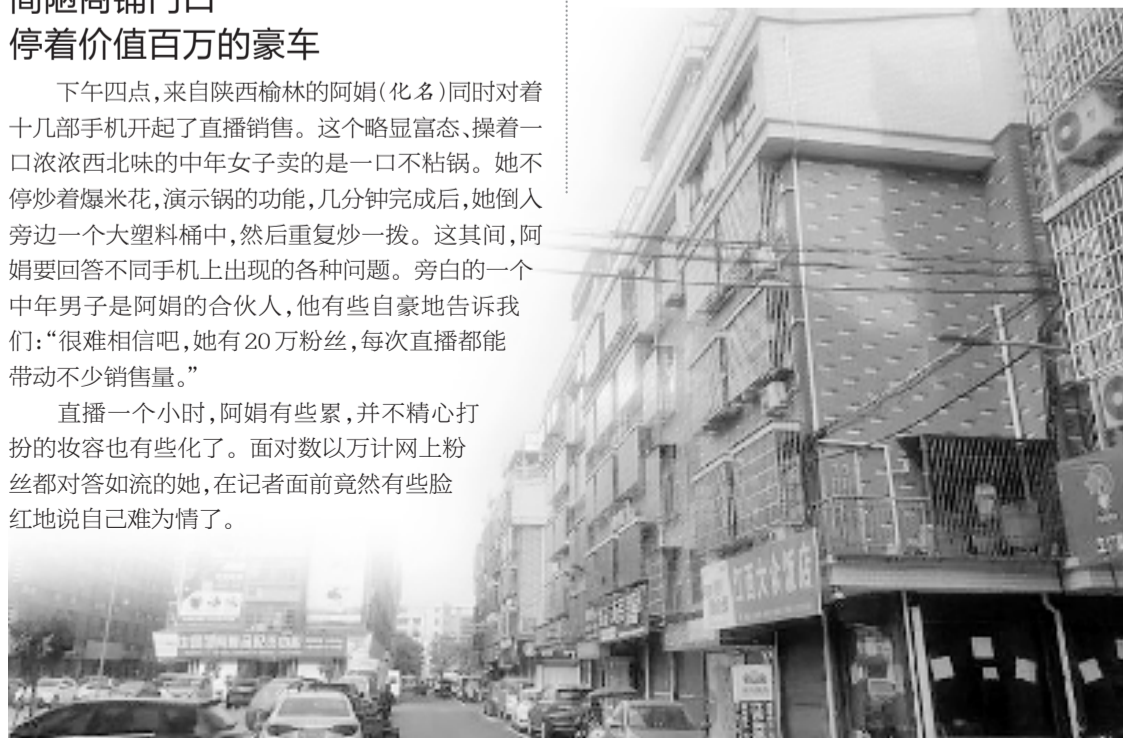 简陋商铺门口
停着价值百万的豪车
下午四点,来自陕西榆林的阿娟(化名)同时对着
十几部手机开起了直播销售。这个略显富态、操着一
口浓浓西北味的中年女子卖的是一口不粘锅。她不
停炒着爆米花,演示锅的功能,几分钟完成后,她倒入
旁边一个大塑料桶中,然后重复炒一拨。这其间,阿
娟要回答不同手机上出现的各种问题。旁白的一个
中年男子是阿娟的合伙人,他有些自豪地告诉我
们:“很难相信吧,她有20万粉丝,每次直播都能
带动不少销售量。”
直播一个小时,阿娟有些累,并不精心打
扮的妆容也有些化了。面对数以万计网上粉
丝都对答如流的她,在记者面前竟然有些脸
红地说自己难为情了。